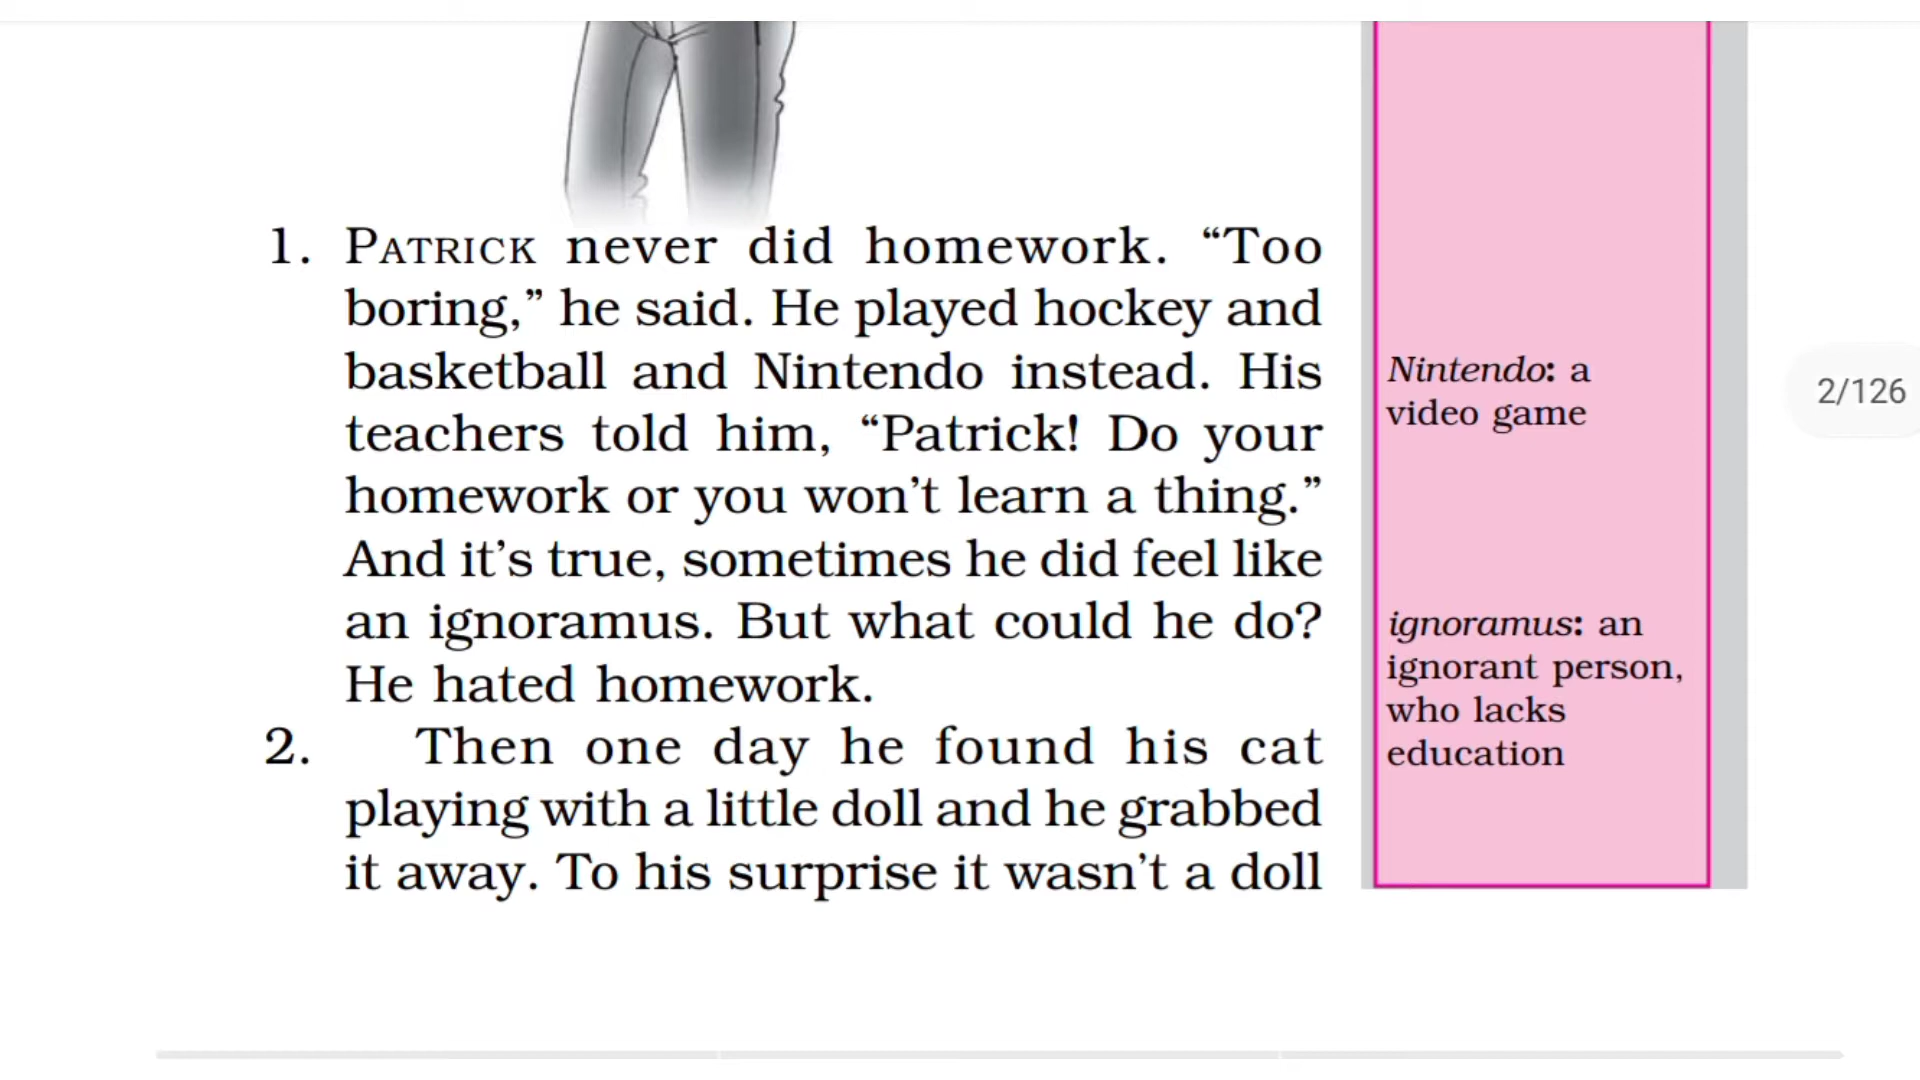 1. PATRICK never did homework. “Too
boring,” he said. He played hockey and
basketball and Nintendo instead. His
teachers told him, “Patrick! Do your
homework or you won’t learn a thing.”
And it’s true, sometimes he did feel like
an ignoramus. But what could he do?
He hated homework.
2. Then one day he found his cat
playing with a little doll and he grabbed
it away. To his surprise it wasn’t a doll
Nintendo: a
video game
ignoramus: an
ignorant person,
who lacks
education
2/126